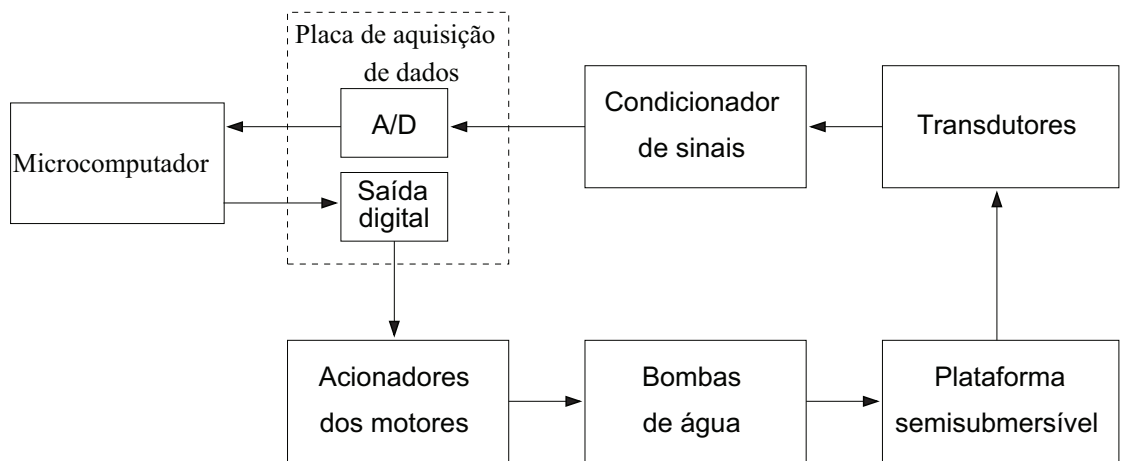 Placa de aquisição
de dados
Microcomputador
A/D
Saída
digital
Condicionador
de sinais
Transdutores
Acionadores
dos motores
Bombas
de água
Plataforma
semisubmersível